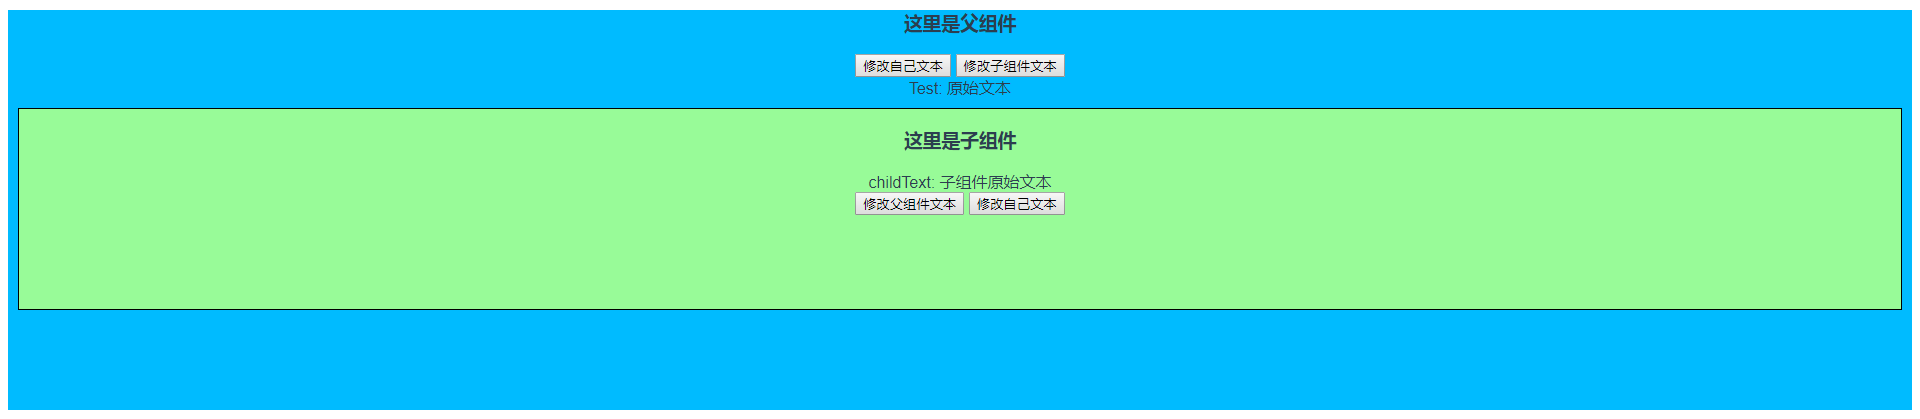 这里是父组件
修改自己文本 修改子组件文本
Test: 原始文本
这里是子组件
childText: 子组件原始文本
修改父组件文本 修改自己文本